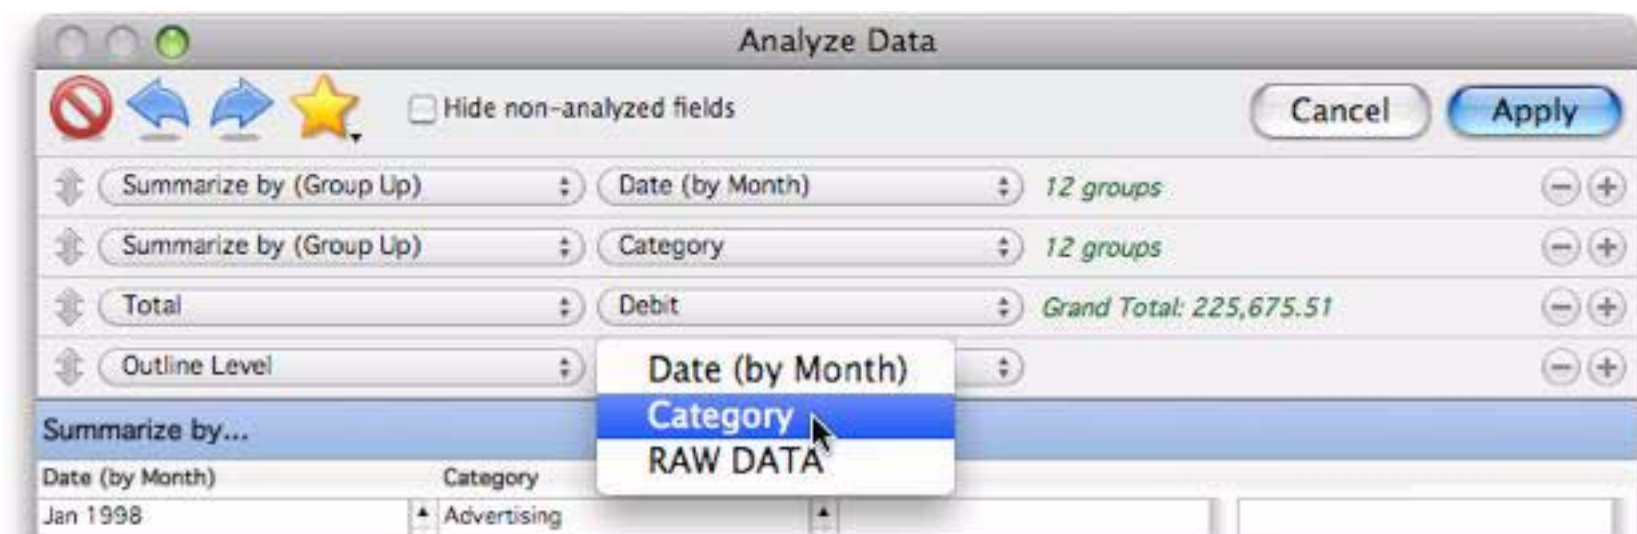 Analyze Data
Hide non-analyzed fields Cancel Apply
Summarize by (Group Up) Date (by Month) 12 groups
Summarize by (Group Up) Category 12 groups
Total Debit Grand Total: 225,675.51
Outline Level Date (by Month)
Category
Summarize by...
RAW DATA
Date (by Month) Category
Jan 1998 Advertising